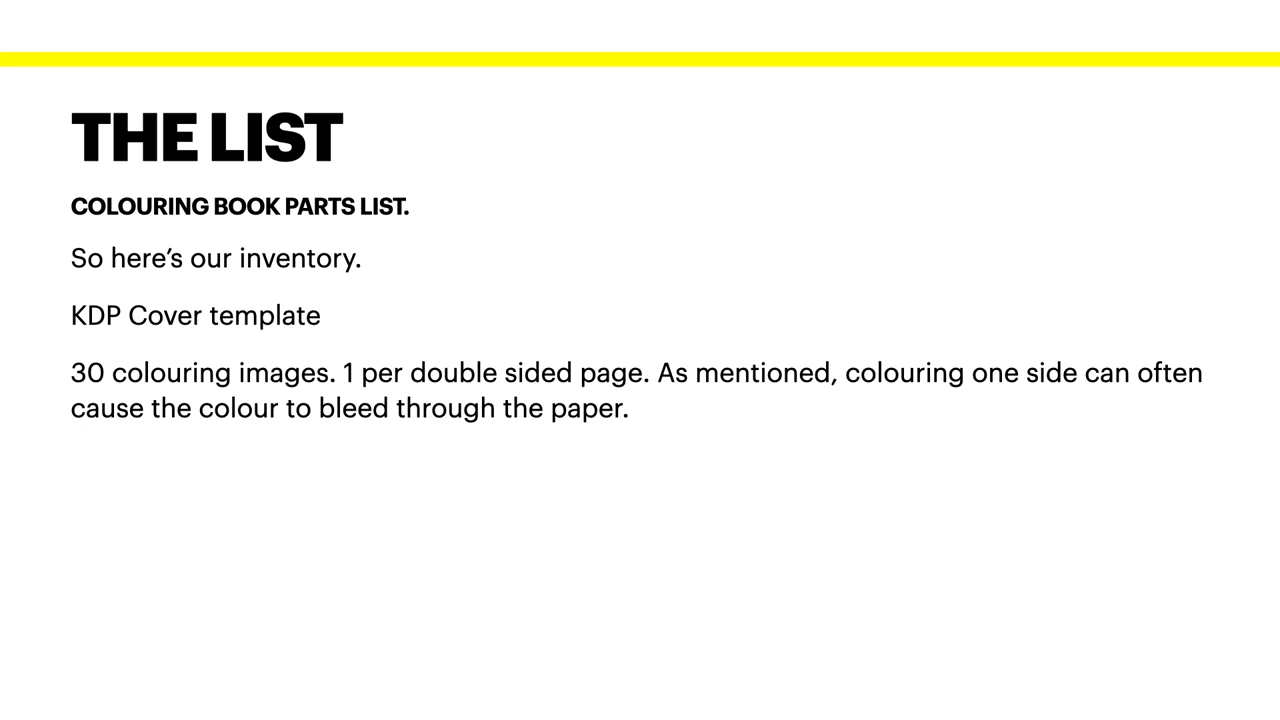 THE LIST
COLOURING BOOK PARTS LIST.
So here’s our inventory.
KDP Cover template
30 colouring images. 1 per double sided page. As mentioned, colouring one side can often
cause the colour to bleed through the paper.